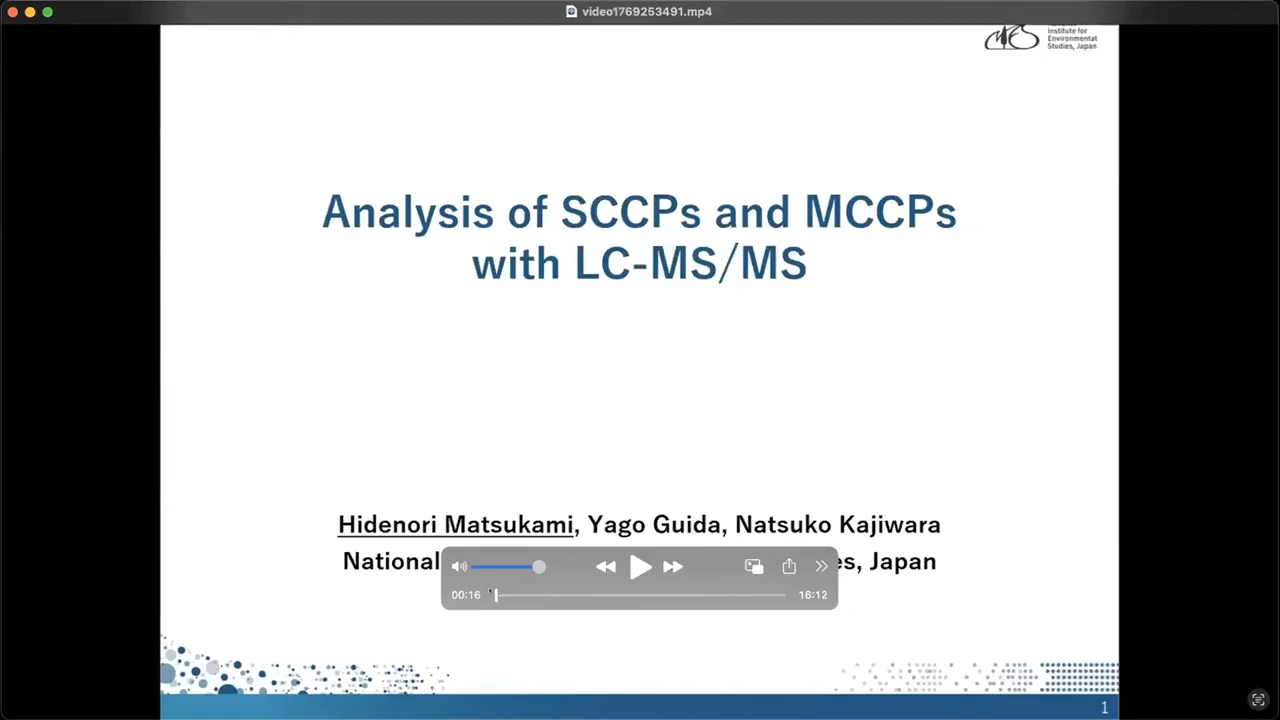 video1769253491.mp4
Institute for
Environmental
Studies, Japan
Analysis of SCCPs and MCCPs
with LC-MS/MS
Hidenori Matsukami, Yago Guida, Natsuko Kajiwara
National es, Japan
00:16 16:12
1